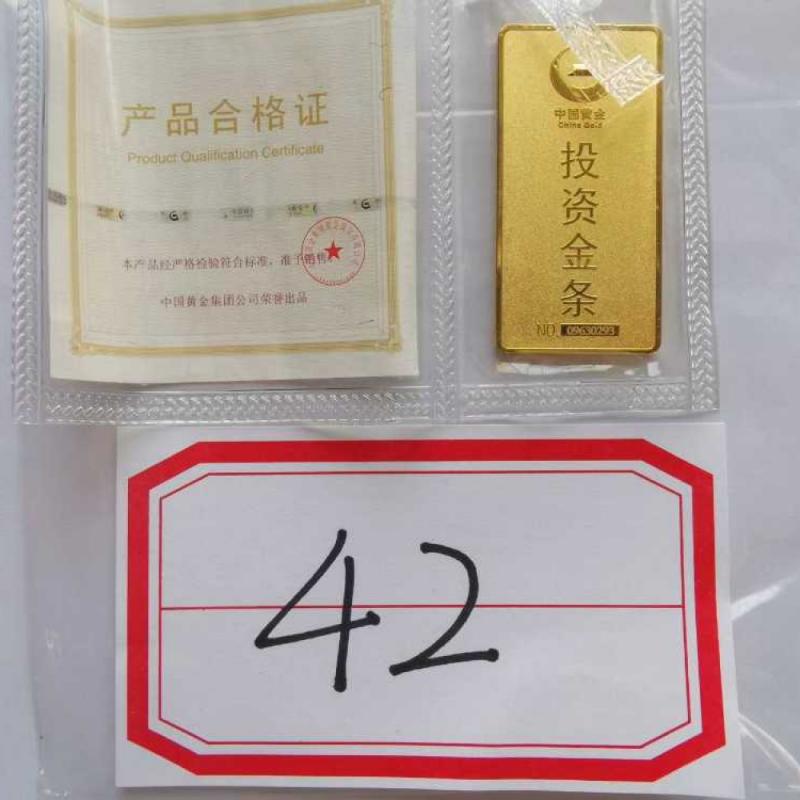 产品合格证
Product Qualification Certificate
本产品经严格检验符合标准，准予销售。
中国黄金集团公司荣誉出品
中国黄金
China Gold
投资金条
NO. 09630293
42